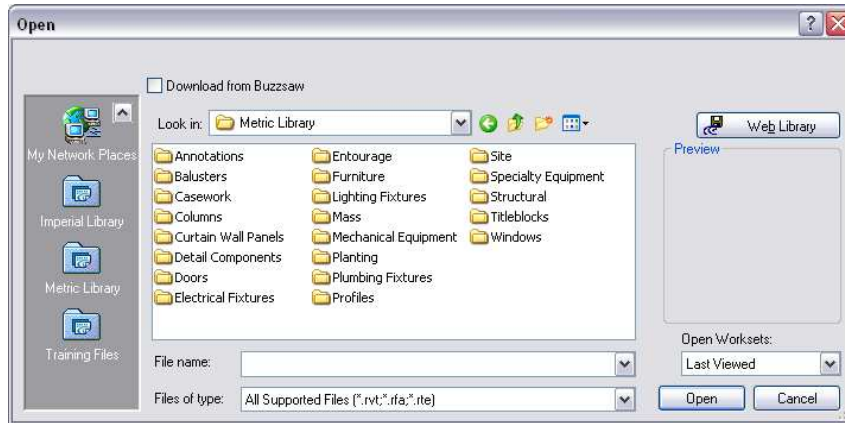 Open
Download from Buzzsaw
Look in: Metric Library
Web Library
My Network Places
Imperial Library
Metric Library
Training Files
Annotations
Balusters
Casework
Columns
Curtain Wall Panels
Detail Components
Doors
Electrical Fixtures
Entourage
Furniture
Lighting Fixtures
Mass
Mechanical Equipment
Planting
Plumbing Fixtures
Profiles
Site
Specialty Equipment
Structural
Titleblocks
Windows
Preview
Open Worksets:
Last Viewed
File name:
Files of type: All Supported Files (*.rvt;*.rfa;*.rte)
Open Cancel